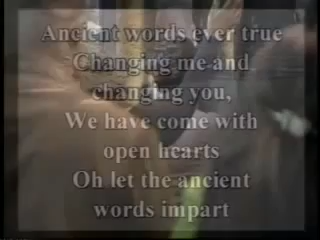 Ancient words ever true
Changing me and
changing you,
We have come with
open hearts
Oh let the ancient
words impart